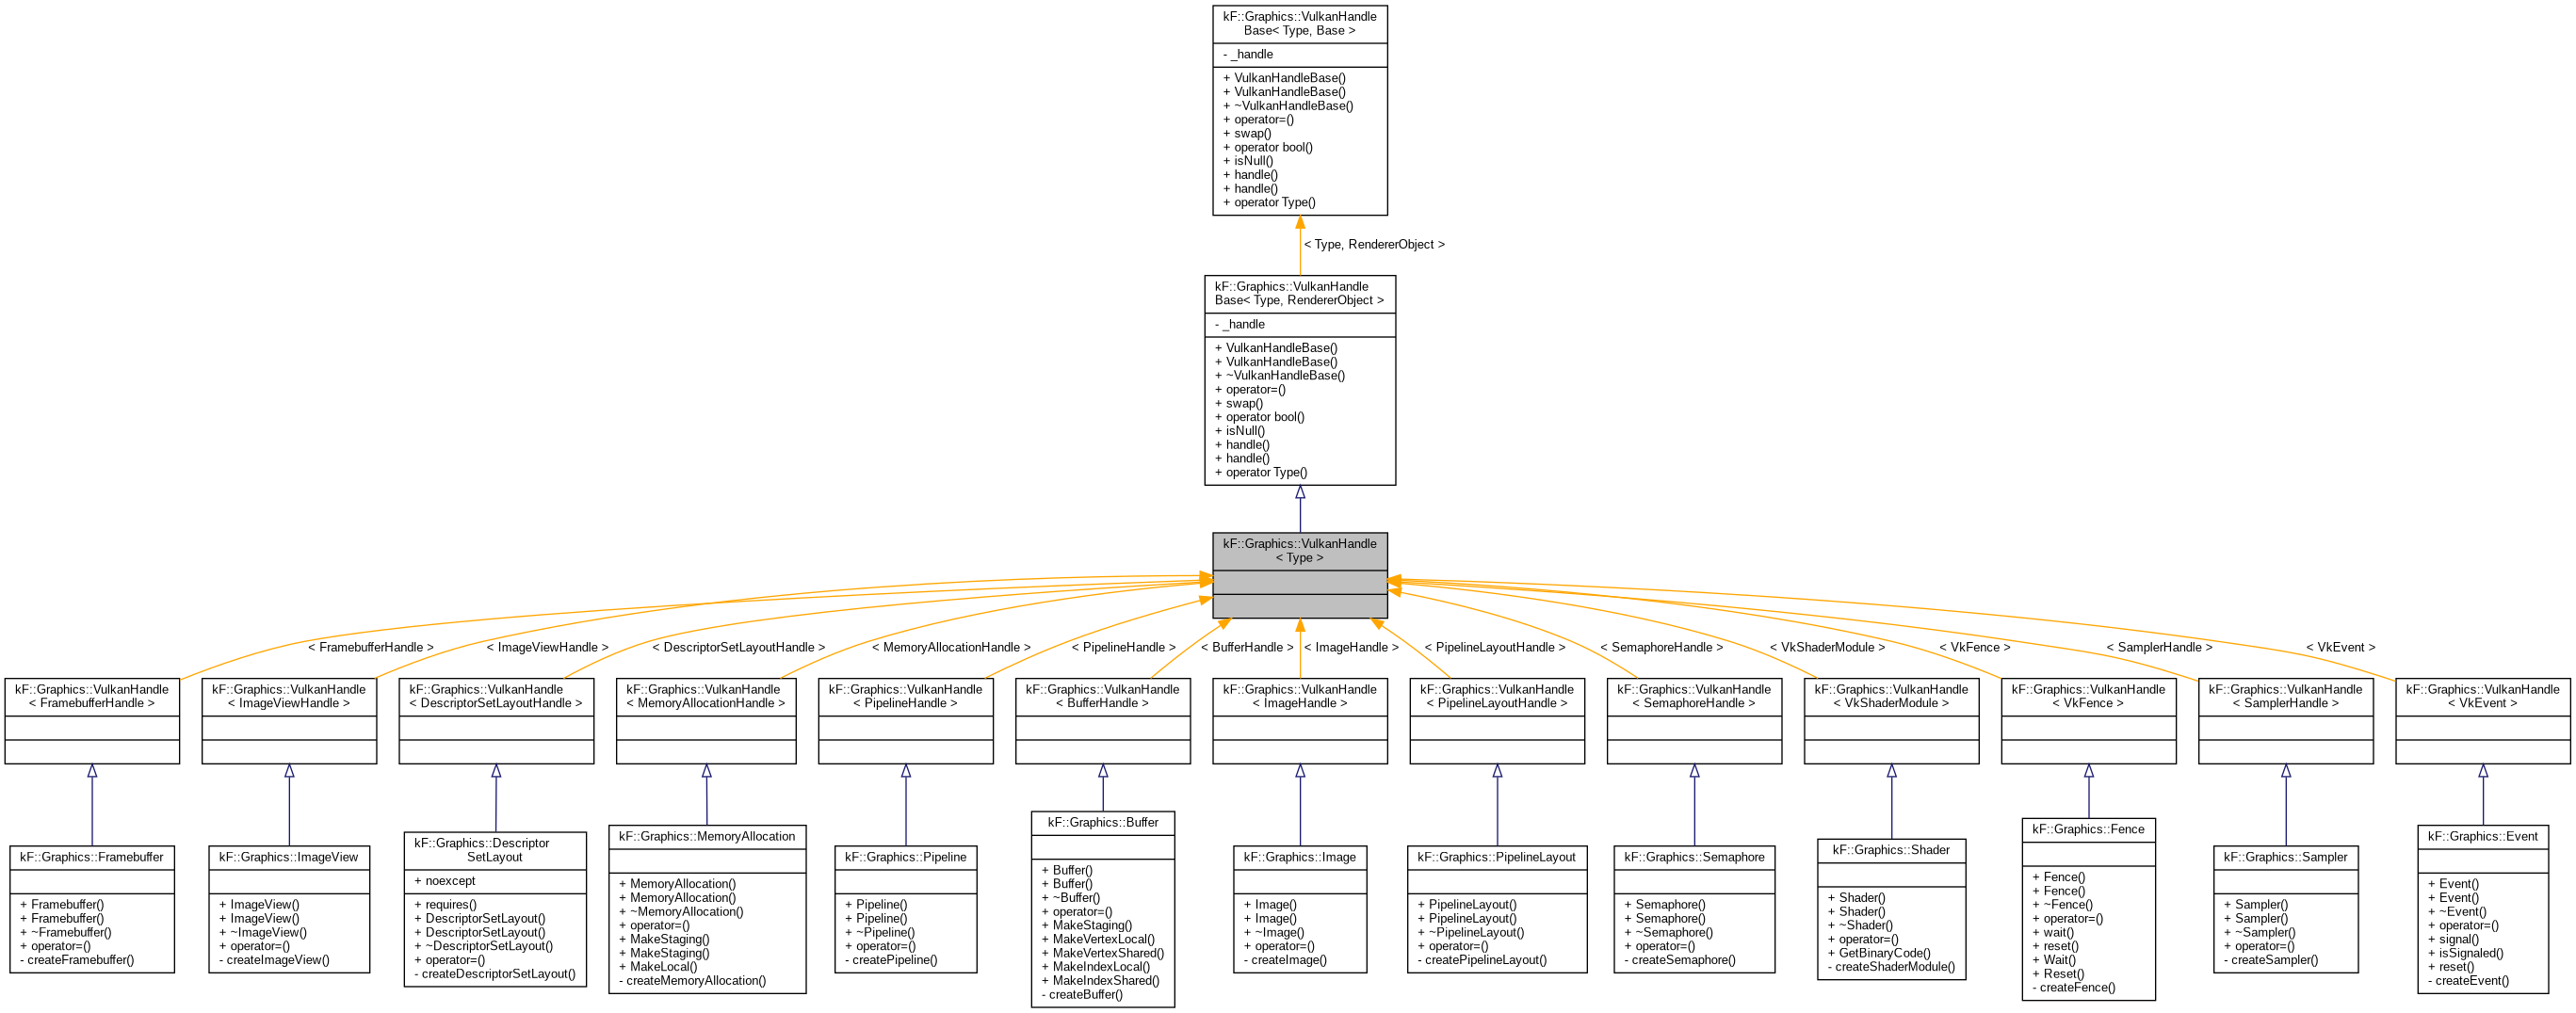 kF::Graphics::VulkanHandle
Base< Type, Base >
- _handle
+ VulkanHandleBase()
+ VulkanHandleBase()
+ ~VulkanHandleBase()
+ operator=()
+ swap()
+ operator bool()
+ isNull()
+ handle()
+ handle()
+ operator Type()
< Type, RendererObject >
kF::Graphics::VulkanHandle
Base< Type, RendererObject >
- _handle
+ VulkanHandleBase()
+ VulkanHandleBase()
+ ~VulkanHandleBase()
+ operator=()
+ swap()
+ operator bool()
+ isNull()
+ handle()
+ handle()
+ operator Type()
kF::Graphics::VulkanHandle
< Type >
< FramebufferHandle >
< ImageViewHandle >
< DescriptorSetLayoutHandle >
< MemoryAllocationHandle >
< PipelineHandle >
< BufferHandle >
< ImageHandle >
< PipelineLayoutHandle >
< SemaphoreHandle >
< VkShaderModule >
< VkFence >
< SamplerHandle >
< VkEvent >
kF::Graphics::VulkanHandle
< FramebufferHandle >
kF::Graphics::VulkanHandle
< ImageViewHandle >
kF::Graphics::VulkanHandle
< DescriptorSetLayoutHandle >
kF::Graphics::VulkanHandle
< MemoryAllocationHandle >
kF::Graphics::VulkanHandle
< PipelineHandle >
kF::Graphics::VulkanHandle
< BufferHandle >
kF::Graphics::VulkanHandle
< ImageHandle >
kF::Graphics::VulkanHandle
< PipelineLayoutHandle >
kF::Graphics::VulkanHandle
< SemaphoreHandle >
kF::Graphics::VulkanHandle
< VkShaderModule >
kF::Graphics::VulkanHandle
< VkFence >
kF::Graphics::VulkanHandle
< SamplerHandle >
kF::Graphics::VulkanHandle
< VkEvent >
kF::Graphics::Framebuffer
+ Framebuffer()
+ Framebuffer()
+ ~Framebuffer()
+ operator=()
- createFramebuffer()
kF::Graphics::ImageView
+ ImageView()
+ ImageView()
+ ~ImageView()
+ operator=()
- createImageView()
kF::Graphics::Descriptor
SetLayout
+ noexcept
+ requires()
+ DescriptorSetLayout()
+ DescriptorSetLayout()
+ ~DescriptorSetLayout()
+ operator=()
- createDescriptorSetLayout()
kF::Graphics::MemoryAllocation
+ MemoryAllocation()
+ MemoryAllocation()
+ ~MemoryAllocation()
+ operator=()
+ MakeStaging()
+ MakeStaging()
+ MakeLocal()
- createMemoryAllocation()
kF::Graphics::Pipeline
+ Pipeline()
+ Pipeline()
+ ~Pipeline()
+ operator=()
- createPipeline()
kF::Graphics::Buffer
+ Buffer()
+ Buffer()
+ ~Buffer()
+ operator=()
+ MakeStaging()
+ MakeVertexLocal()
+ MakeVertexShared()
+ MakeIndexLocal()
+ MakeIndexShared()
- createBuffer()
kF::Graphics::Image
+ Image()
+ Image()
+ ~Image()
+ operator=()
- createImage()
kF::Graphics::PipelineLayout
+ PipelineLayout()
+ PipelineLayout()
+ ~PipelineLayout()
+ operator=()
- createPipelineLayout()
kF::Graphics::Semaphore
+ Semaphore()
+ Semaphore()
+ ~Semaphore()
+ operator=()
- createSemaphore()
kF::Graphics::Shader
+ Shader()
+ Shader()
+ ~Shader()
+ operator=()
+ GetBinaryCode()
- createShaderModule()
kF::Graphics::Fence
+ Fence()
+ Fence()
+ ~Fence()
+ operator=()
+ wait()
+ reset()
+ Wait()
+ Reset()
- createFence()
kF::Graphics::Sampler
+ Sampler()
+ Sampler()
+ ~Sampler()
+ operator=()
- createSampler()
kF::Graphics::Event
+ Event()
+ Event()
+ ~Event()
+ operator=()
+ signal()
+ isSignaled()
+ reset()
- createEvent()